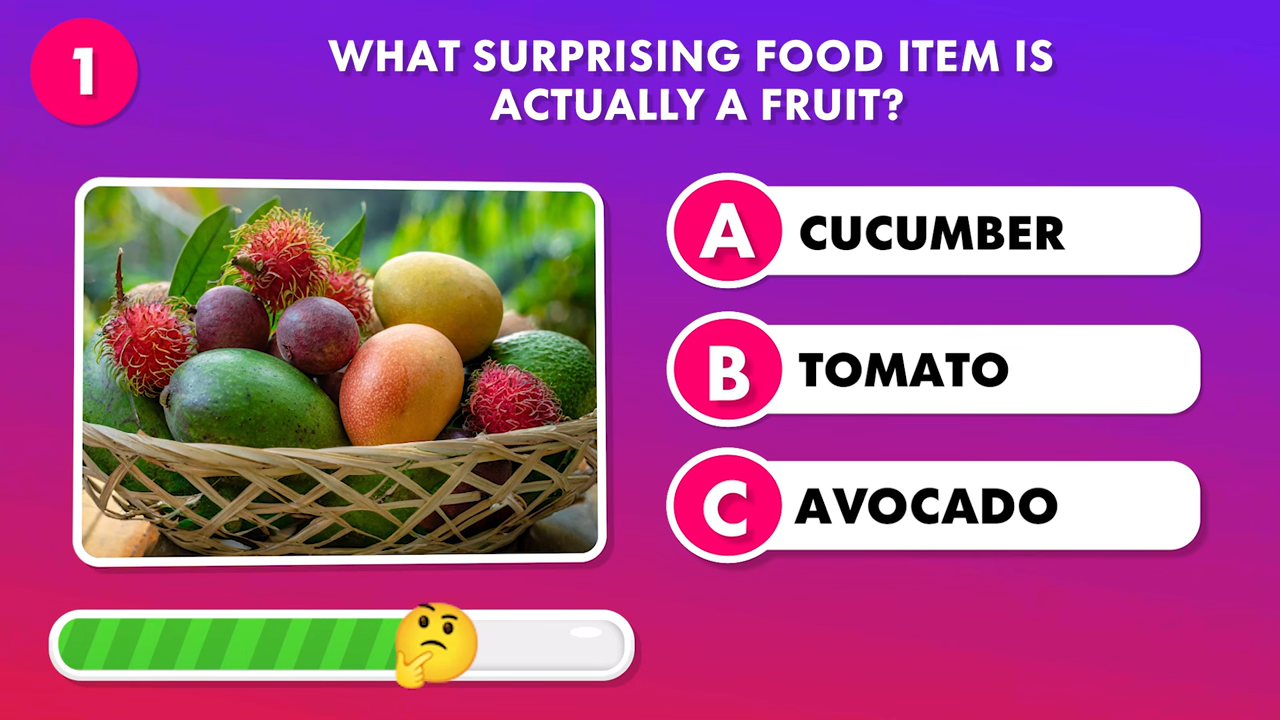 1
WHAT SURPRISING FOOD ITEM IS
ACTUALLY A FRUIT?
A CUCUMBER
B TOMATO
C AVOCADO